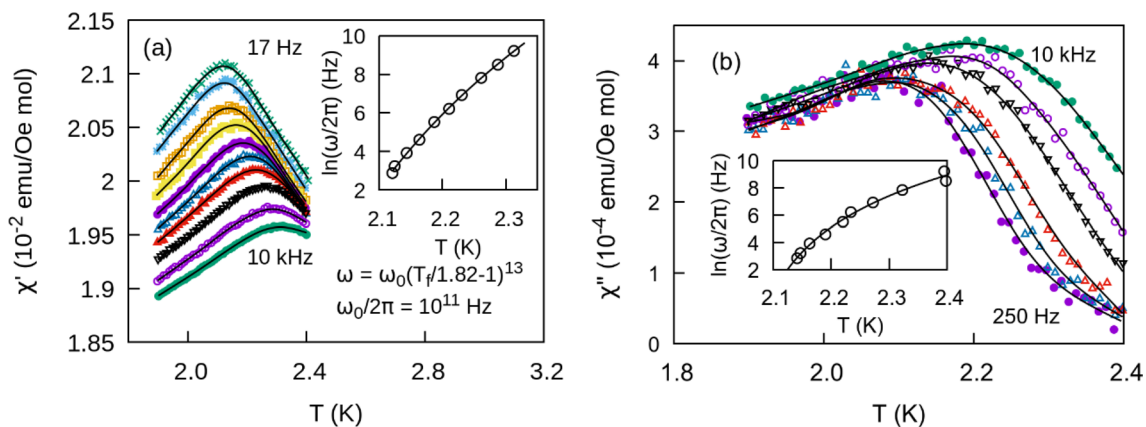 2.15
2.1
2.05
2
1.95
1.9
1.85
χ' (10⁻² emu/Oe mol)
(a)
17 Hz
10 kHz
10
8
6
4
2
ln(ω/2π) (Hz)
2.1 2.2 2.3
T (K)
ω = ω₀(T_f/1.82-1)¹³
ω₀/2π = 10¹¹ Hz
2.0 2.4 2.8 3.2
T (K)
4
3
2
1
0
χ'' (10⁻⁴ emu/Oe mol)
(b)
10 kHz
10
8
6
4
2
ln(ω/2π) (Hz)
2.1 2.2 2.3 2.4
T (K)
250 Hz
1.8 2.0 2.2 2.4
T (K)